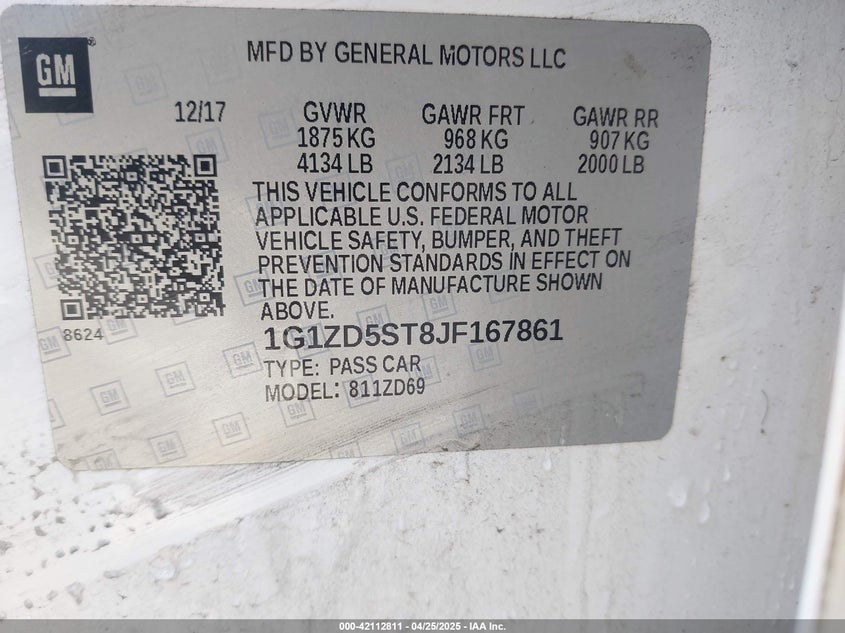 GM
MFD BY GENERAL MOTORS LLC
12/17 GVWR GAWR FRT GAWR RR
1875 KG 968 KG 907 KG
4134 LB 2134 LB 2000 LB
THIS VEHICLE CONFORMS TO ALL
APPLICABLE U.S. FEDERAL MOTOR
VEHICLE SAFETY, BUMPER, AND THEFT
PREVENTION STANDARDS IN EFFECT ON
THE DATE OF MANUFACTURE SHOWN
ABOVE.
8624
1G1ZD5ST8JF167861
TYPE: PASS CAR
MODEL: 811ZD69
000-42112811 - 04/25/2025 - IAA Inc.